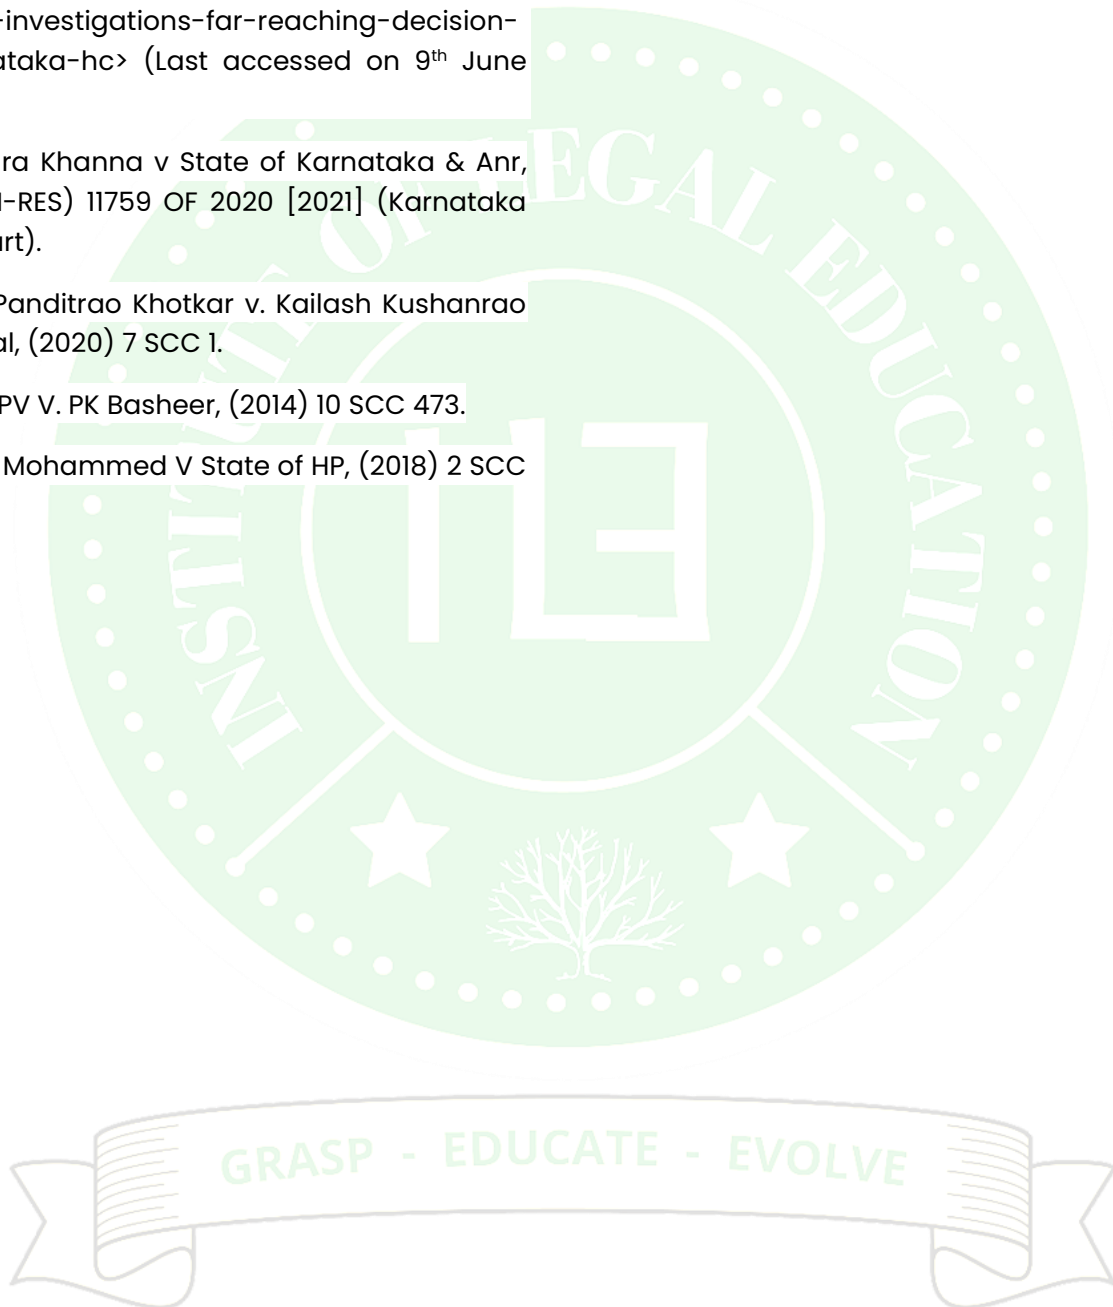 -investigations-far-reaching-decision-
ataka-hc> (Last accessed on 9th June
ra Khanna v State of Karnataka & Anr,
-RES) 11759 OF 2020 [2021] (Karnataka
rt).
Panditrao Khotkar v. Kailash Kushanrao
al, (2020) 7 SCC 1.
PV V. PK Basheer, (2014) 10 SCC 473.
Mohammed V State of HP, (2018) 2 SCC
INSTITUTE OF LEGAL EDUCATION
ILE
GRASP - EDUCATE - EVOLVE